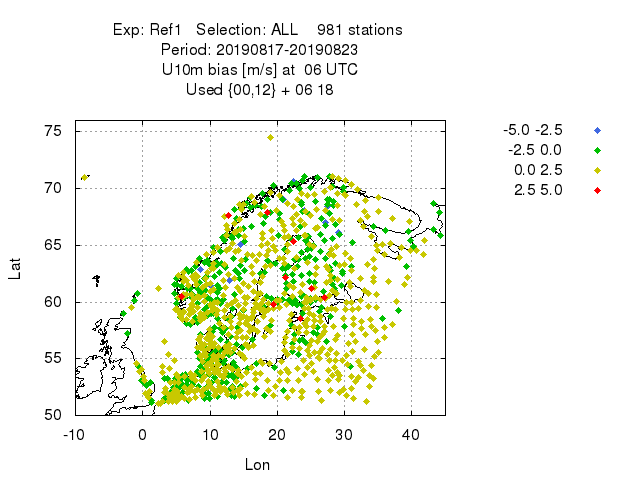 Exp: Ref1 Selection: ALL 981 stations
Period: 20190817-20190823
U10m bias [m/s] at 06 UTC
Used {00,12} + 06 18
-5.0 -2.5
-2.5 0.0
0.0 2.5
2.5 5.0
75
70
65
60
55
50
Lat
-10 0 10 20 30 40
Lon